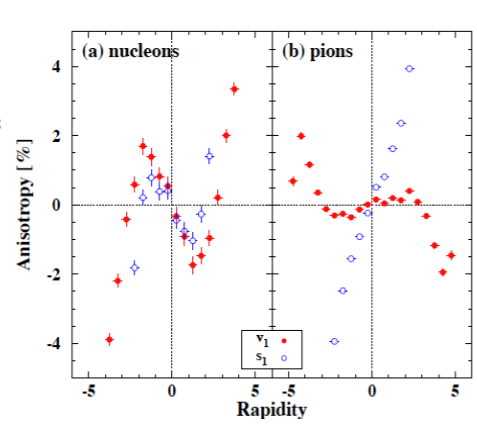 (a) nucleons (b) pions
4
2
0
-2
-4
Anisotropy [%]
v1
s1
-5 0 5 -5 0 5
Rapidity